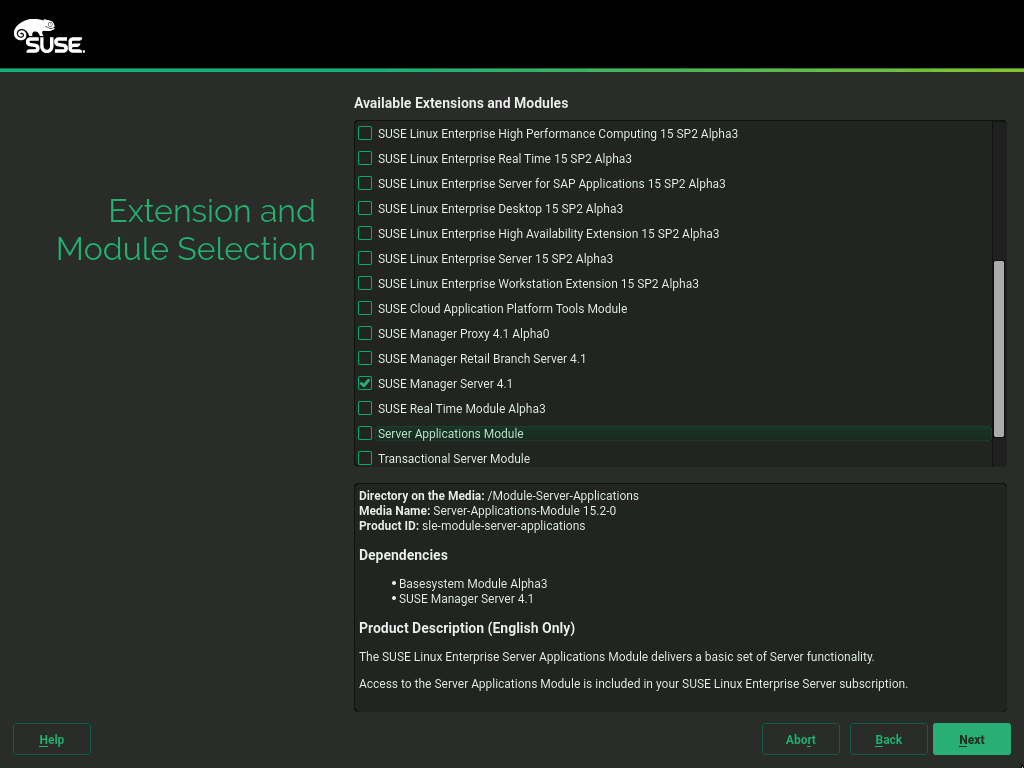 SUSE.
Available Extensions and Modules
Extension and
Module Selection
SUSE Linux Enterprise High Performance Computing 15 SP2 Alpha3
SUSE Linux Enterprise Real Time 15 SP2 Alpha3
SUSE Linux Enterprise Server for SAP Applications 15 SP2 Alpha3
SUSE Linux Enterprise Desktop 15 SP2 Alpha3
SUSE Linux Enterprise High Availability Extension 15 SP2 Alpha3
SUSE Linux Enterprise Server 15 SP2 Alpha3
SUSE Linux Enterprise Workstation Extension 15 SP2 Alpha3
SUSE Cloud Application Platform Tools Module
SUSE Manager Proxy 4.1 Alpha0
SUSE Manager Retail Branch Server 4.1
SUSE Manager Server 4.1
SUSE Real Time Module Alpha3
Server Applications Module
Transactional Server Module
Directory on the Media: /Module-Server-Applications
Media Name: Server-Applications-Module 15.2-0
Product ID: sle-module-server-applications
Dependencies
• Basesystem Module Alpha3
• SUSE Manager Server 4.1
Product Description (English Only)
The SUSE Linux Enterprise Server Applications Module delivers a basic set of Server functionality.
Access to the Server Applications Module is included in your SUSE Linux Enterprise Server subscription.
Help
Abort
Back
Next